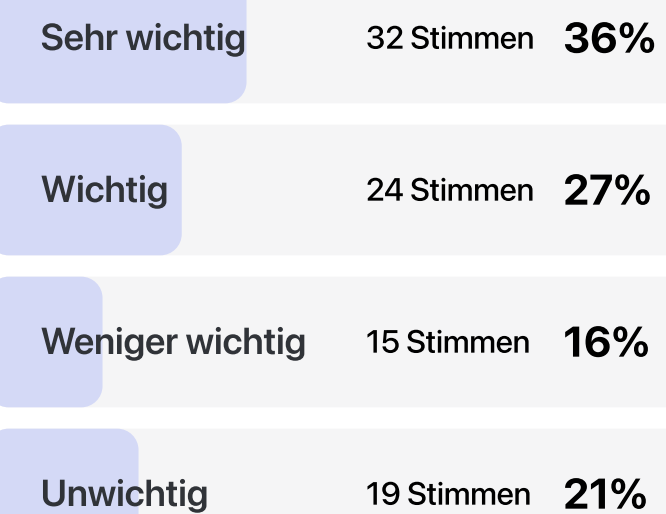 Sehr wichtig 32 Stimmen 36%
Wichtig 24 Stimmen 27%
Weniger wichtig 15 Stimmen 16%
Unwichtig 19 Stimmen 21%